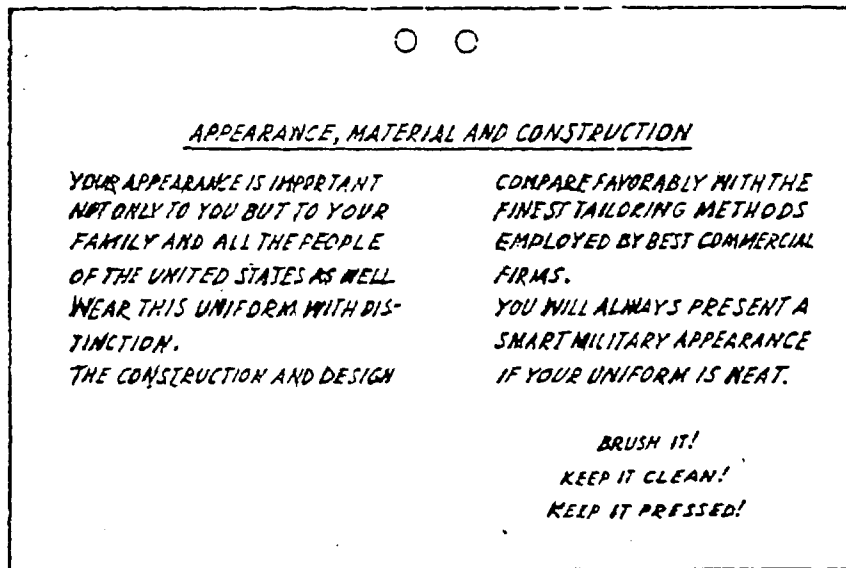 APPEARANCE, MATERIAL AND CONSTRUCTION
YOUR APPEARANCE IS IMPORTANT
NOT ONLY TO YOU BUT TO YOUR
FAMILY AND ALL THE PEOPLE
OF THE UNITED STATES AS WELL
WEAR THIS UNIFORM WITH DIS-
TINCTION.
THE CONSTRUCTION AND DESIGN
COMPARE FAVORABLY WITH THE
FINEST TAILORING METHODS
EMPLOYED BY BEST COMMERCIAL
FIRMS.
YOU WILL ALWAYS PRESENT A
SMART MILITARY APPEARANCE
IF YOUR UNIFORM IS NEAT.
BRUSH IT!
KEEP IT CLEAN!
KEEP IT PRESSED!